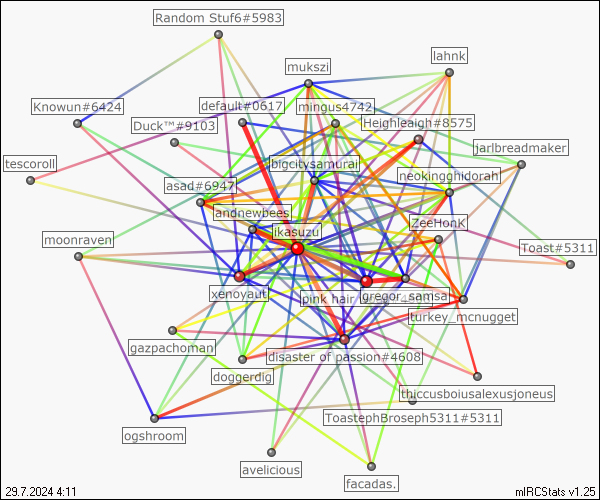 Random Stuf6#5983
lahnk
mukszi
Knowun#6424
default#0617
mingus4742
Duck™#9103
Heighleaigh#8575
jarlbreadmaker
tescoroll
bigcitysamurai
neokingghidorah
asad#6947
landnewbees
ZeeHonK
ikasuzu
moonraven
Toast#5311
xenoyaut
pink hair
gregor_samsa
turkey_mcnugget
gazpachoman
disaster of passion#4608
doggerdig
thiccusboiusalexusjoneus
ToastephBroseph5311#5311
ogshroom
avelicious
facadas.
29.7.2024 4:11
mIRCStats v1.25